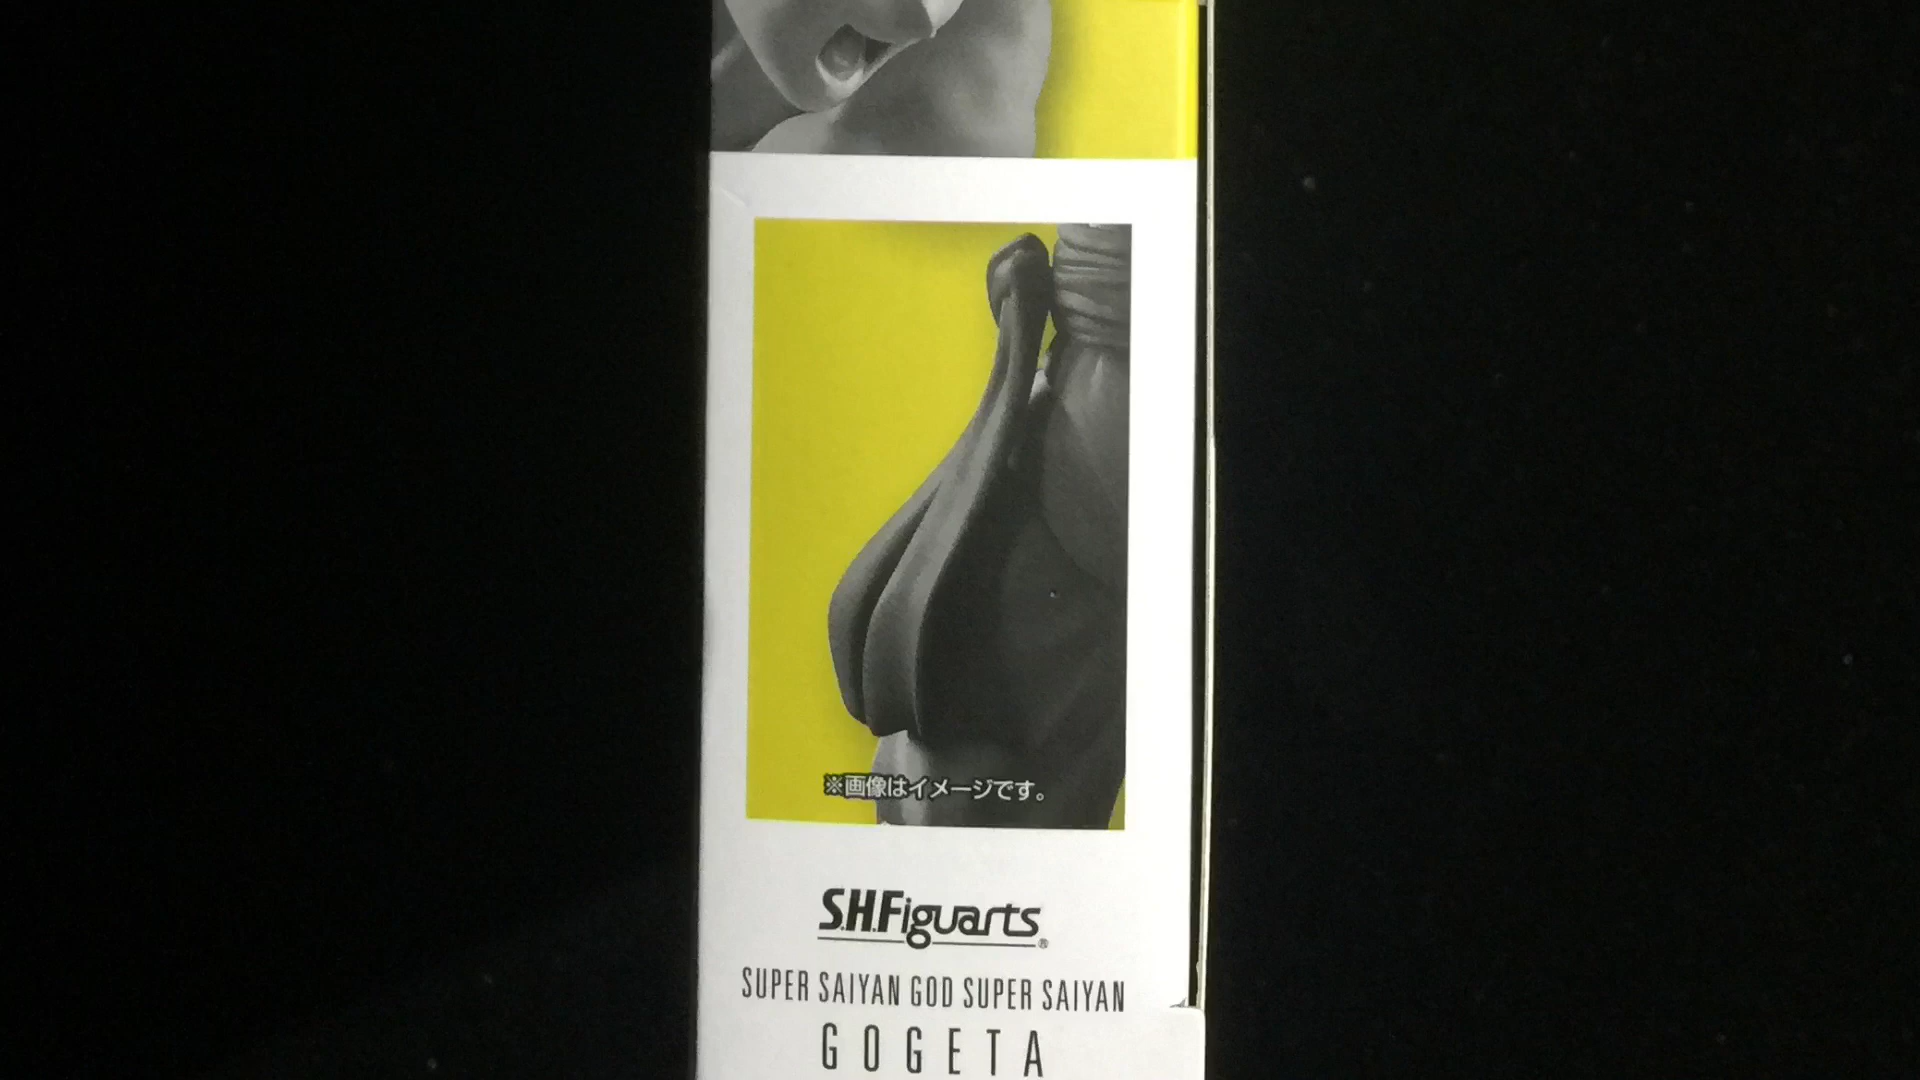 ※画像はイメージです。
S.H.Figuarts®
SUPER SAIYAN GOD SUPER SAIYAN
GOGETA